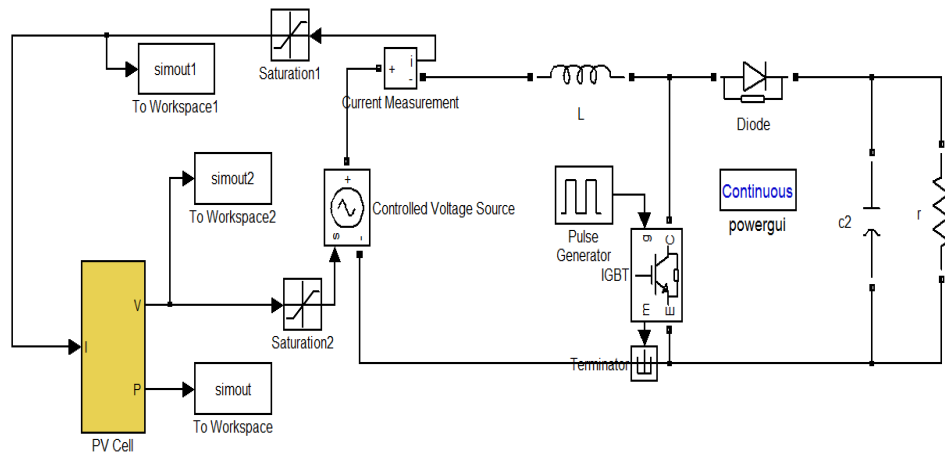 simout1
To Workspace1
Saturation1
+
i
-
Current Measurement
L
Diode
simout2
To Workspace2
+
s
-
Controlled Voltage Source
Pulse
Generator
Continuous
powergui
c2
r
IGBT
g
C
m
E
V
I
P
PV Cell
Saturation2
simout
To Workspace
Terminator